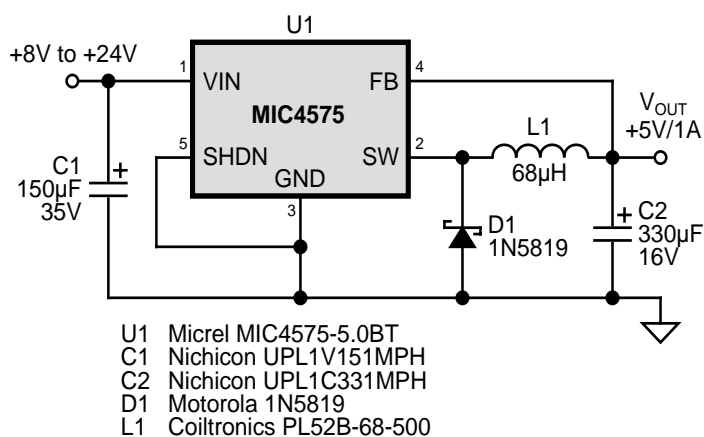 U1
+8V to +24V
1
VIN
FB
4
MIC4575
VOUT
+5V/1A
L1
68µH
5
SHDN
SW
2
GND
3
C1
150µF
35V
+
D1
1N5819
+
C2
330µF
16V
U1 Micrel MIC4575-5.0BT
C1 Nichicon UPL1V151MPH
C2 Nichicon UPL1C331MPH
D1 Motorola 1N5819
L1 Coiltronics PL52B-68-500